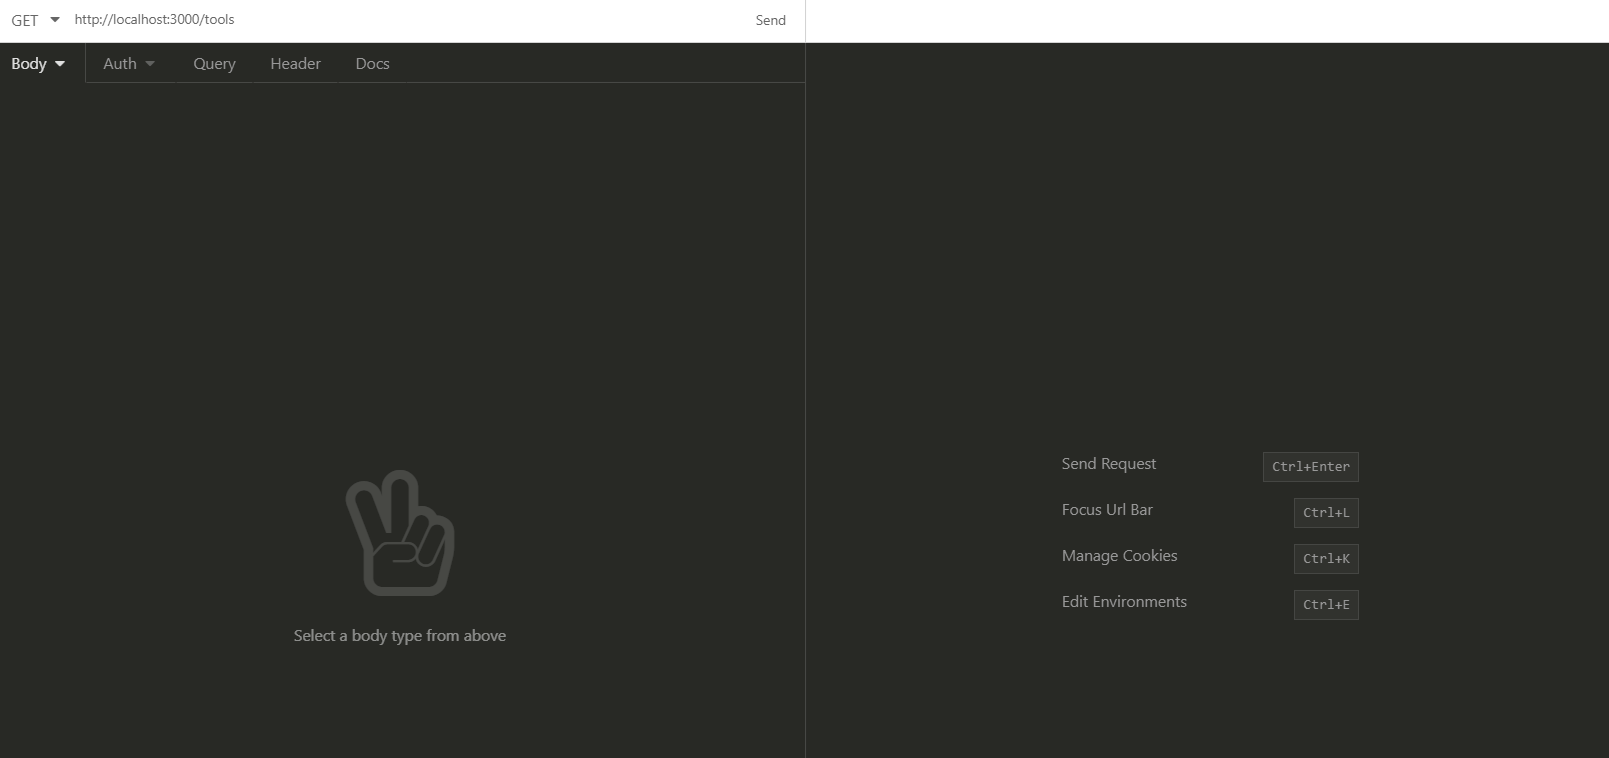 GET http://localhost:3000/tools Send
Body Auth Query Header Docs
Select a body type from above
Send Request Ctrl+Enter
Focus Url Bar Ctrl+L
Manage Cookies Ctrl+K
Edit Environments Ctrl+E